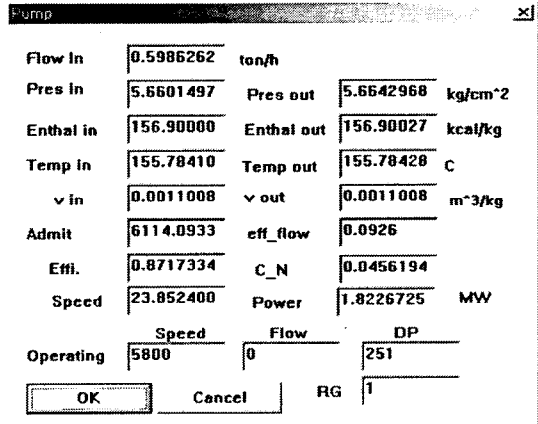 Pump
Flow In 0.5986262 ton/h
Pres in 5.6601497 Pres out 5.6642968 kg/cm^2
Enthal in 156.90000 Enthal out 156.90027 kcal/kg
Temp in 155.78410 Temp out 155.78428 C
v in 0.0011008 v out 0.0011008 m^3/kg
Admit 6114.0933 eff_flow 0.0926
Effi. 0.8717334 C_N 0.0456194
Speed 23.852400 Power 1.8226725 MW
Speed Flow DP
Operating 5800 0 251
OK Cancel RG 1